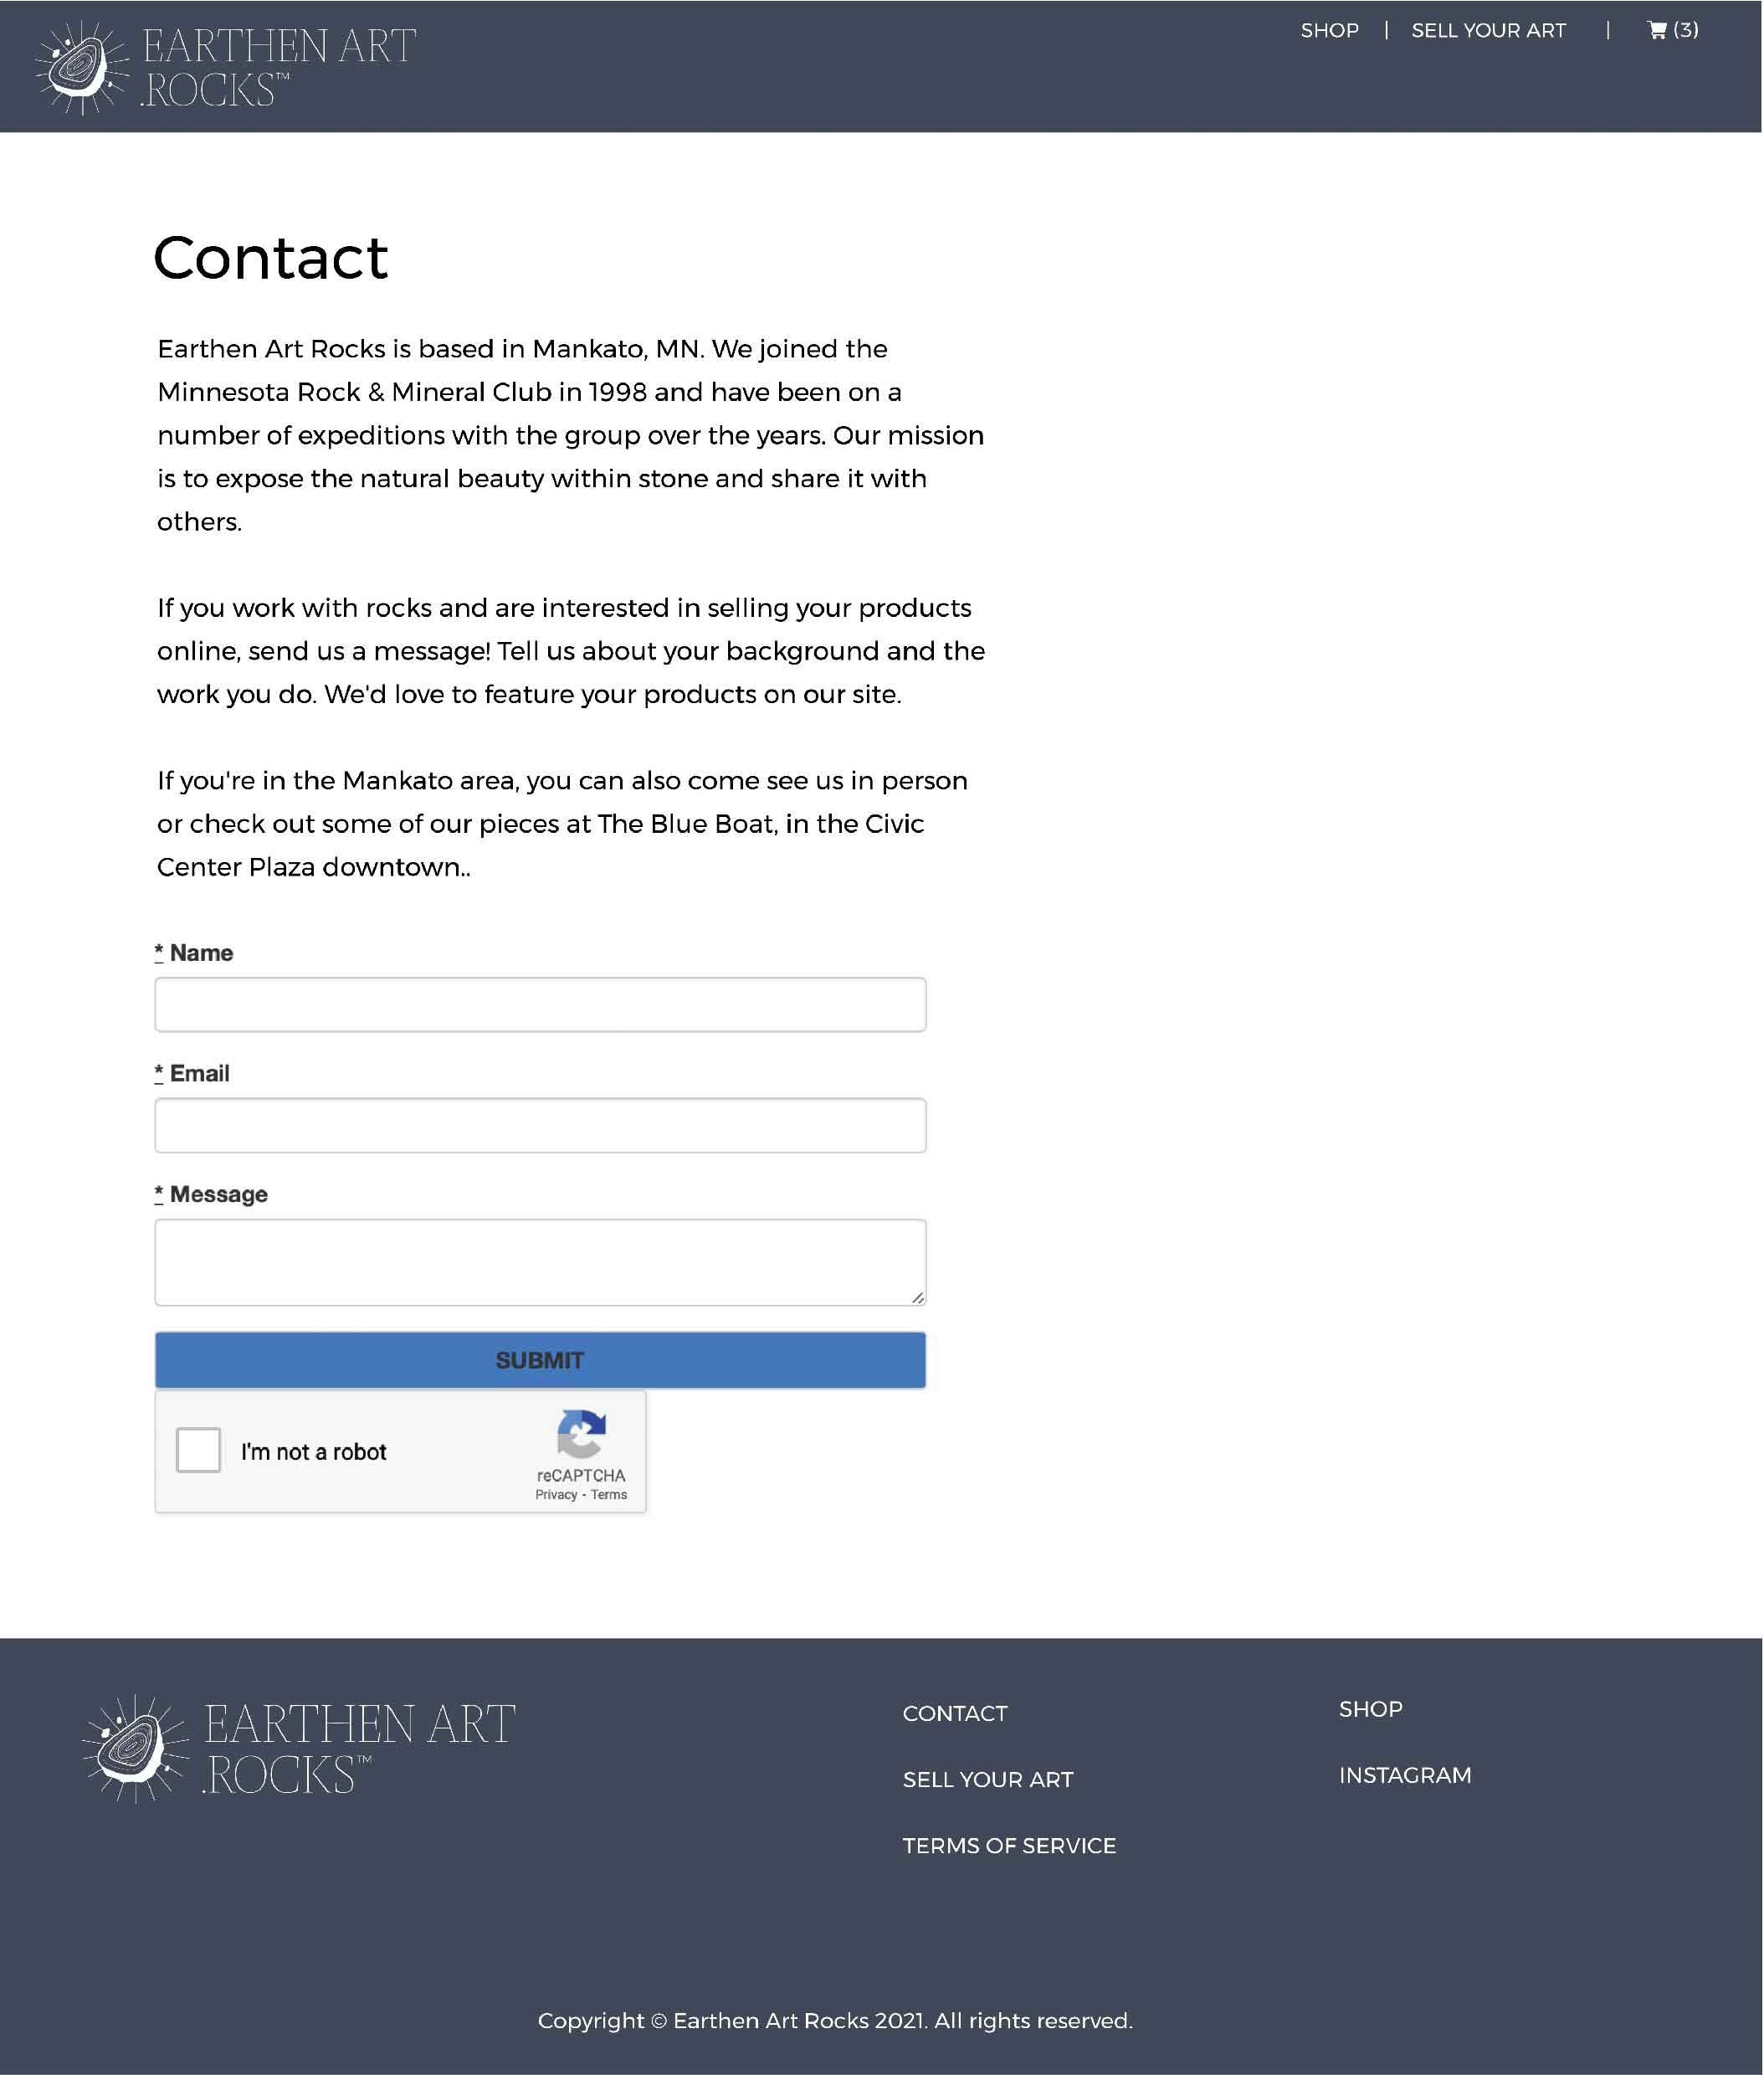 EARTHEN ART
.ROCKS™
SHOP | SELL YOUR ART | (3)
Contact
Earthen Art Rocks is based in Mankato, MN. We joined the
Minnesota Rock & Mineral Club in 1998 and have been on a
number of expeditions with the group over the years. Our mission
is to expose the natural beauty within stone and share it with
others.
If you work with rocks and are interested in selling your products
online, send us a message! Tell us about your background and the
work you do. We'd love to feature your products on our site.
If you're in the Mankato area, you can also come see us in person
or check out some of our pieces at The Blue Boat, in the Civic
Center Plaza downtown..
* Name
* Email
* Message
SUBMIT
I'm not a robot
reCAPTCHA
Privacy - Terms
EARTHEN ART
.ROCKS™
CONTACT
SELL YOUR ART
TERMS OF SERVICE
SHOP
INSTAGRAM
Copyright © Earthen Art Rocks 2021. All rights reserved.